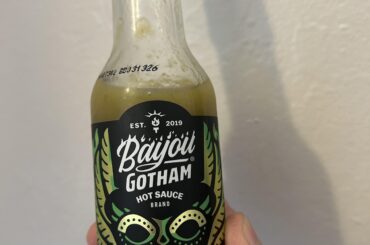 EST. 2019
Bayou
GOTHAM®
HOT SAUCE
BRAND